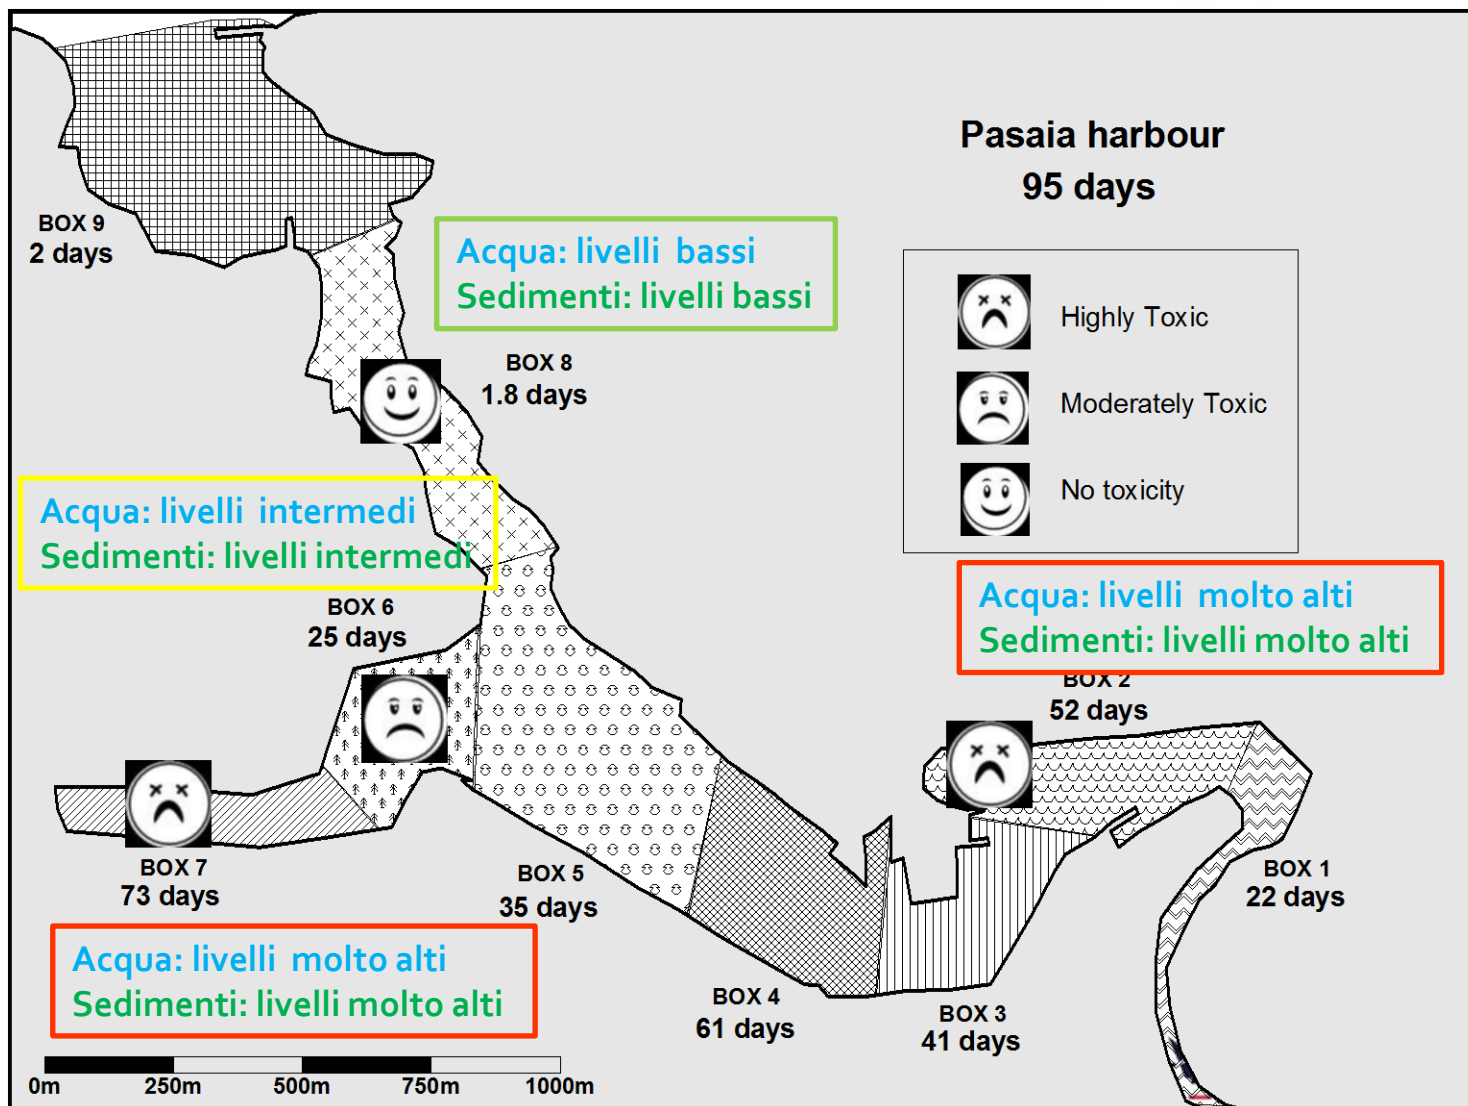 Pasaia harbour
95 days
BOX 9
2 days
Acqua: livelli bassi
Sedimenti: livelli bassi
Highly Toxic
Moderately Toxic
No toxicity
BOX 8
1.8 days
Acqua: livelli intermedi
Sedimenti: livelli intermedi
BOX 6
25 days
Acqua: livelli molto alti
Sedimenti: livelli molto alti
BOX 2
52 days
BOX 7
73 days
BOX 5
35 days
BOX 1
22 days
Acqua: livelli molto alti
Sedimenti: livelli molto alti
BOX 4
61 days
BOX 3
41 days
0m 250m 500m 750m 1000m